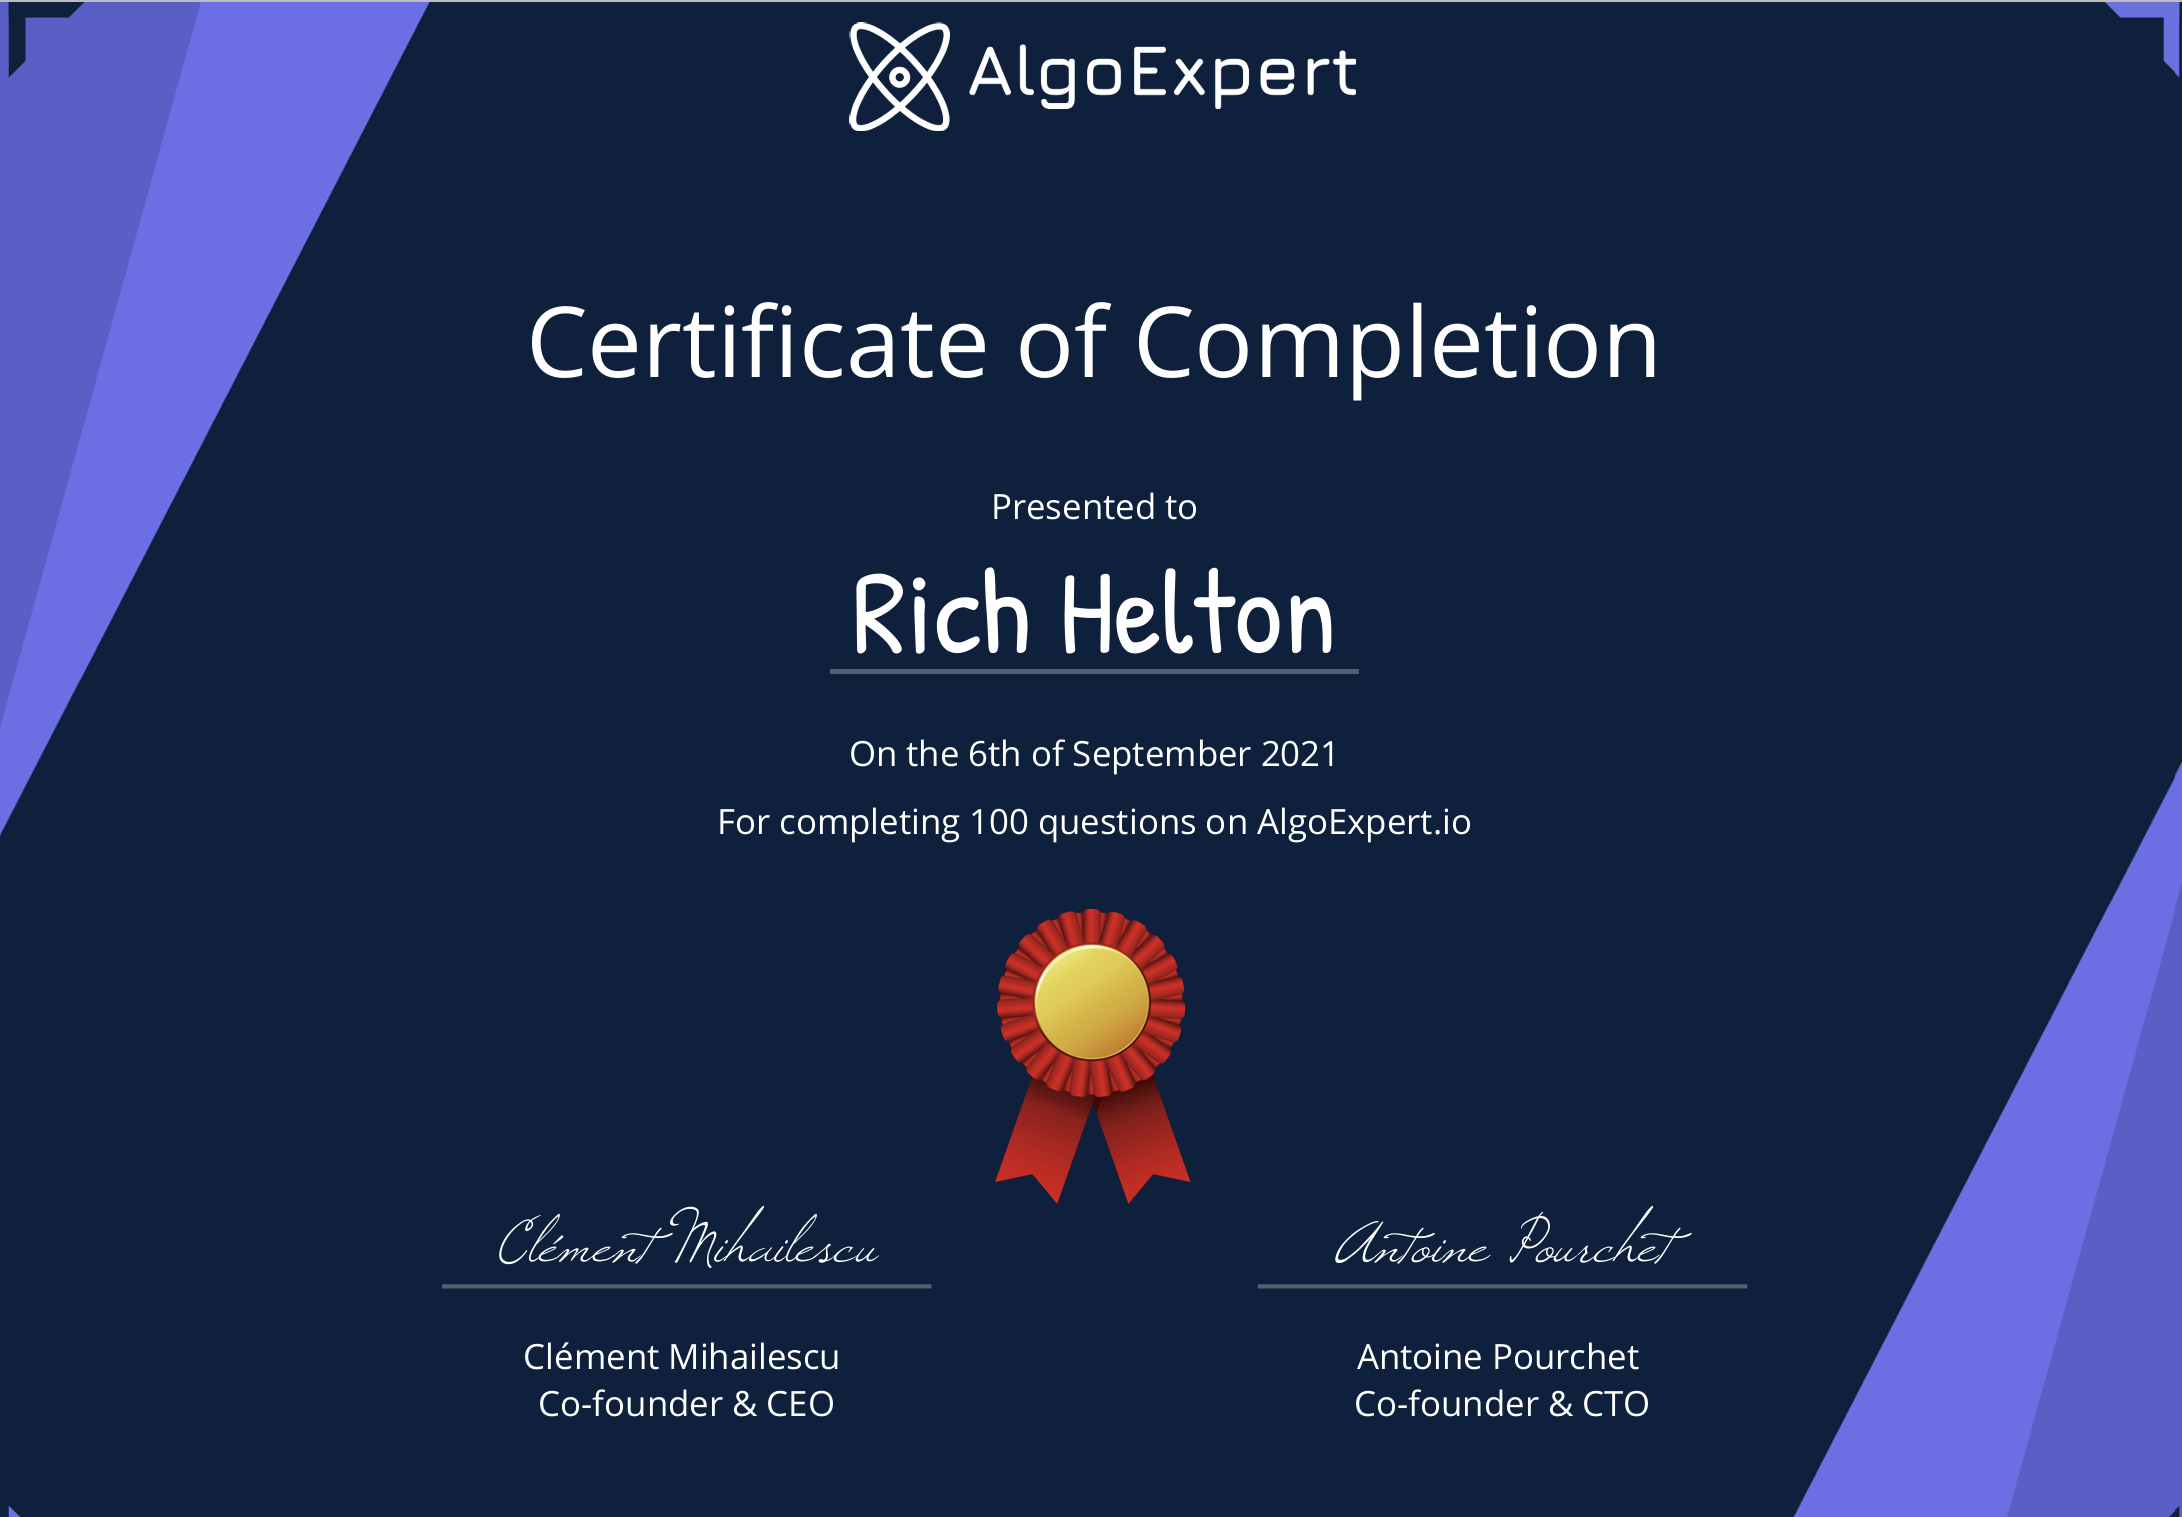 AlgoExpert
Certificate of Completion
Presented to
Rich Helton
On the 6th of September 2021
For completing 100 questions on AlgoExpert.io
Clément Mihailescu
Antoine Pourchet
Clément Mihailescu
Co-founder & CEO
Antoine Pourchet
Co-founder & CTO